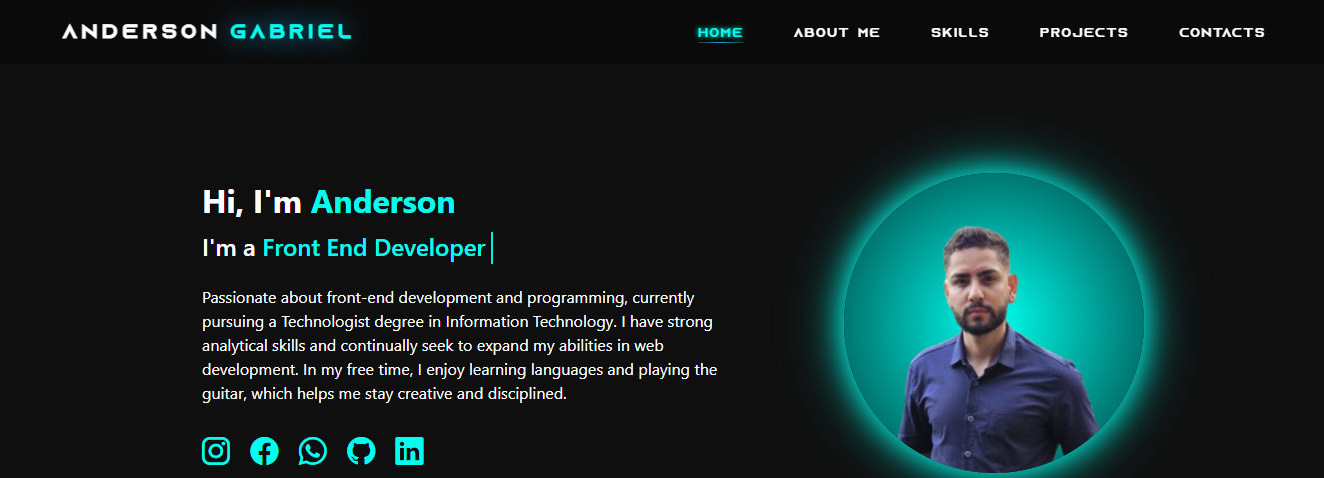 ANDERSON GABRIEL
HOME ABOUT ME SKILLS PROJECTS CONTACTS
Hi, I'm Anderson
I'm a Front End Developer
Passionate about front-end development and programming, currently
pursuing a Technologist degree in Information Technology. I have strong
analytical skills and continually seek to expand my abilities in web
development. In my free time, I enjoy learning languages and playing the
guitar, which helps me stay creative and disciplined.
in